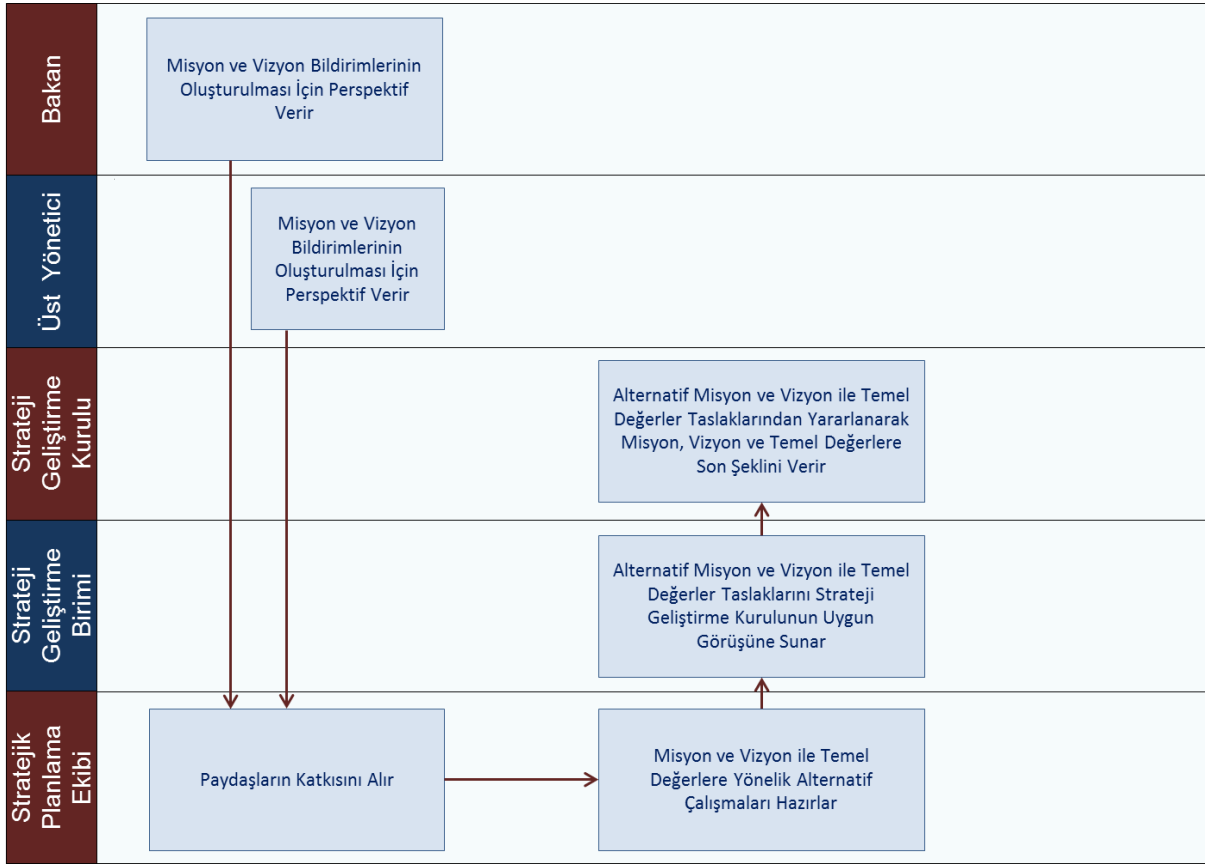 Bakan
Misyon ve Vizyon Bildirimlerinin
Oluşturulması İçin Perspektif
Verir
Üst Yönetici
Misyon ve Vizyon
Bildirimlerinin
Oluşturulması İçin
Perspektif Verir
Strateji
Geliştirme
Kurulu
Alternatif Misyon ve Vizyon ile Temel
Değerler Taslaklarından Yararlanarak
Misyon, Vizyon ve Temel Değerlere
Son Şeklini Verir
Strateji
Geliştirme
Birimi
Alternatif Misyon ve Vizyon ile Temel
Değerler Taslaklarını Strateji
Geliştirme Kurulunun Uygun
Görüşüne Sunar
Stratejik
Planlama
Ekibi
Paydaşların Katkısını Alır
Misyon ve Vizyon ile Temel
Değerlere Yönelik Alternatif
Çalışmaları Hazırlar